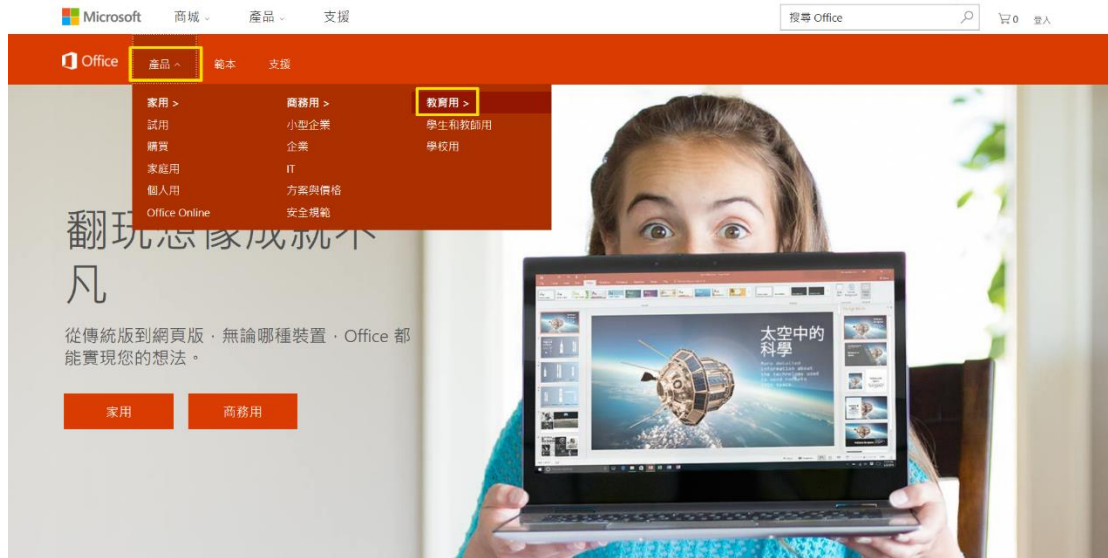 Microsoft 商城 產品 支援 搜尋 Office 0 登入
Office 產品 範本 支援
家用 > 商務用 > 教育用 >
試用 小型企業 學生和教師用
購買 企業 學校用
家庭用 IT
個人用 方案與價格
Office Online 安全規範
翻玩想像成就不
凡
從傳統版到網頁版，無論哪種裝置，Office 都
能實現您的想法。
家用 商務用
太空中的
科學